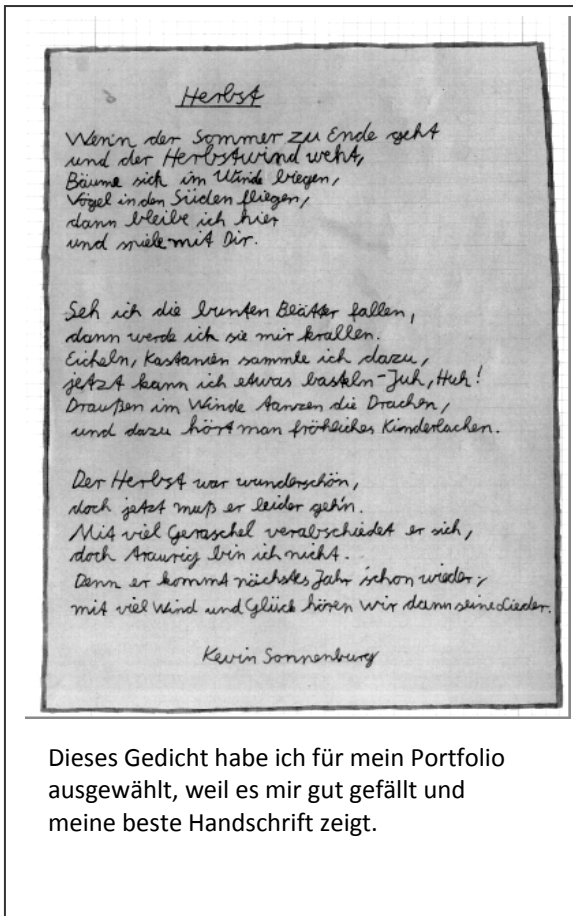 Herbst
Wenn der Sommer zu Ende geht
und der Herbstwind weht,
Bäume sich im Winde biegen,
Vögel in den Süden fliegen,
dann bleibe ich hier
und spiele mit Dir.
Seh ich die bunten Blätter fallen,
dann werde ich sie mir krallen.
Eicheln, Kastanien sammle ich dazu,
jetzt kann ich etwas basteln-Juh, Huh!
Draußen im Winde tanzen die Drachen,
und dazu hört man fröhliches Kinderlachen.
Der Herbst war wunderschön,
doch jetzt muß er leider gehn.
Mit viel Geraschel verabschiedet er sich,
doch traurig bin ich nicht.
Denn er kommt nächstes Jahr schon wieder,
mit viel Wind und Glück hören wir dann seine Lieder.
Kevin Sonnenburg
Dieses Gedicht habe ich für mein Portfolio
ausgewählt, weil es mir gut gefällt und
meine beste Handschrift zeigt.